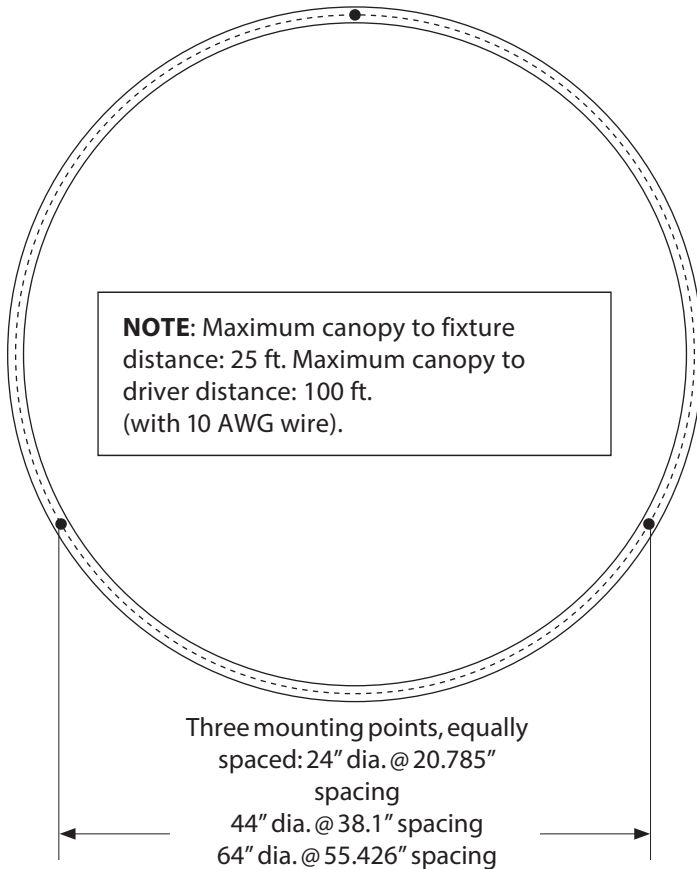 NOTE: Maximum canopy to fixture
distance: 25 ft. Maximum canopy to
driver distance: 100 ft.
(with 10 AWG wire).
Three mounting points, equally
spaced: 24” dia. @ 20.785”
spacing
44” dia. @ 38.1” spacing
64” dia. @ 55.426” spacing